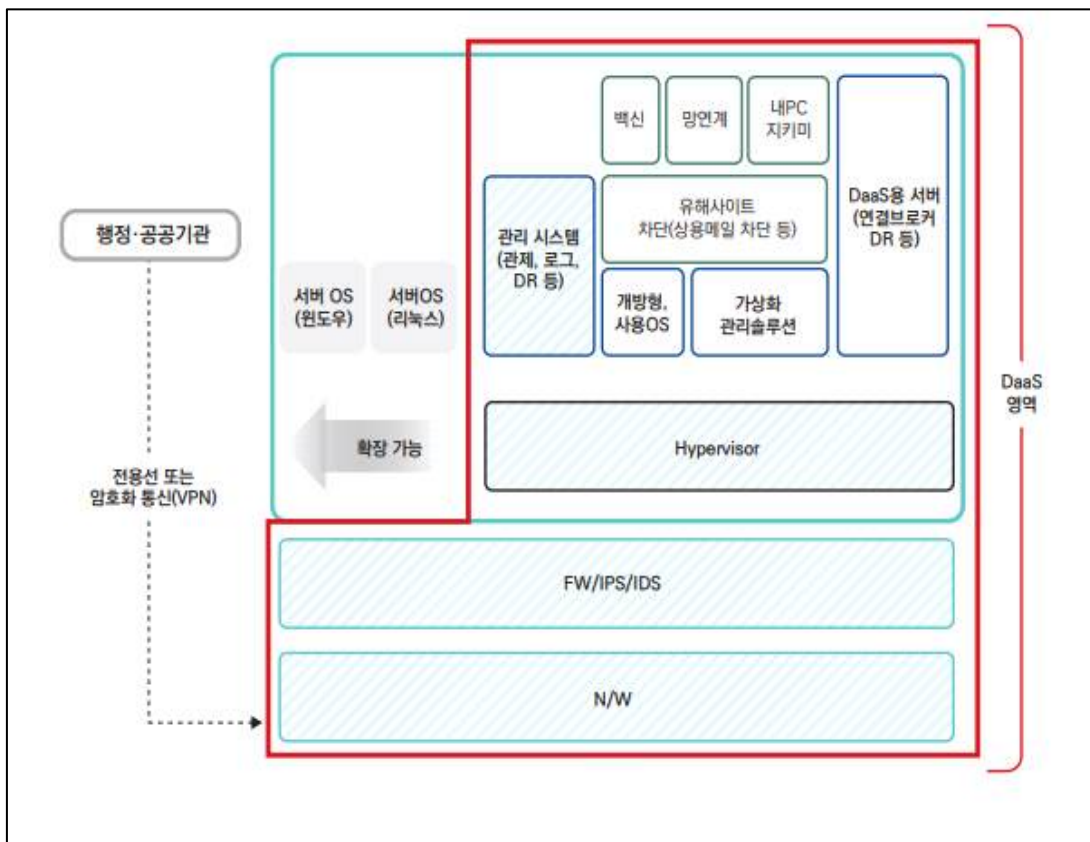 백신
망연계
내PC
지키미
DaaS용 서버
(연결브로커
DR 등)
유해사이트
차단(상용메일 차단 등)
행정·공공기관
관리 시스템
(관제, 로그,
DR 등)
서버 OS
(윈도우)
서버OS
(리눅스)
개방형,
사용OS
가상화
관리솔루션
DaaS
영역
확장 가능
Hypervisor
전용선 또는
암호화 통신(VPN)
FW/IPS/IDS
N/W